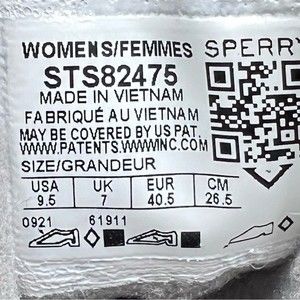 WOMENS/FEMMES SPERRY
STS82475
MADE IN VIETNAM
FABRIQUÉ AU VIETNAM
MAY BE COVERED BY US PAT.
WWW.PATENTS.WWWINC.COM
SIZE/GRANDEUR
USA UK EUR CM
9.5 7 40.5 26.5
0921 61911